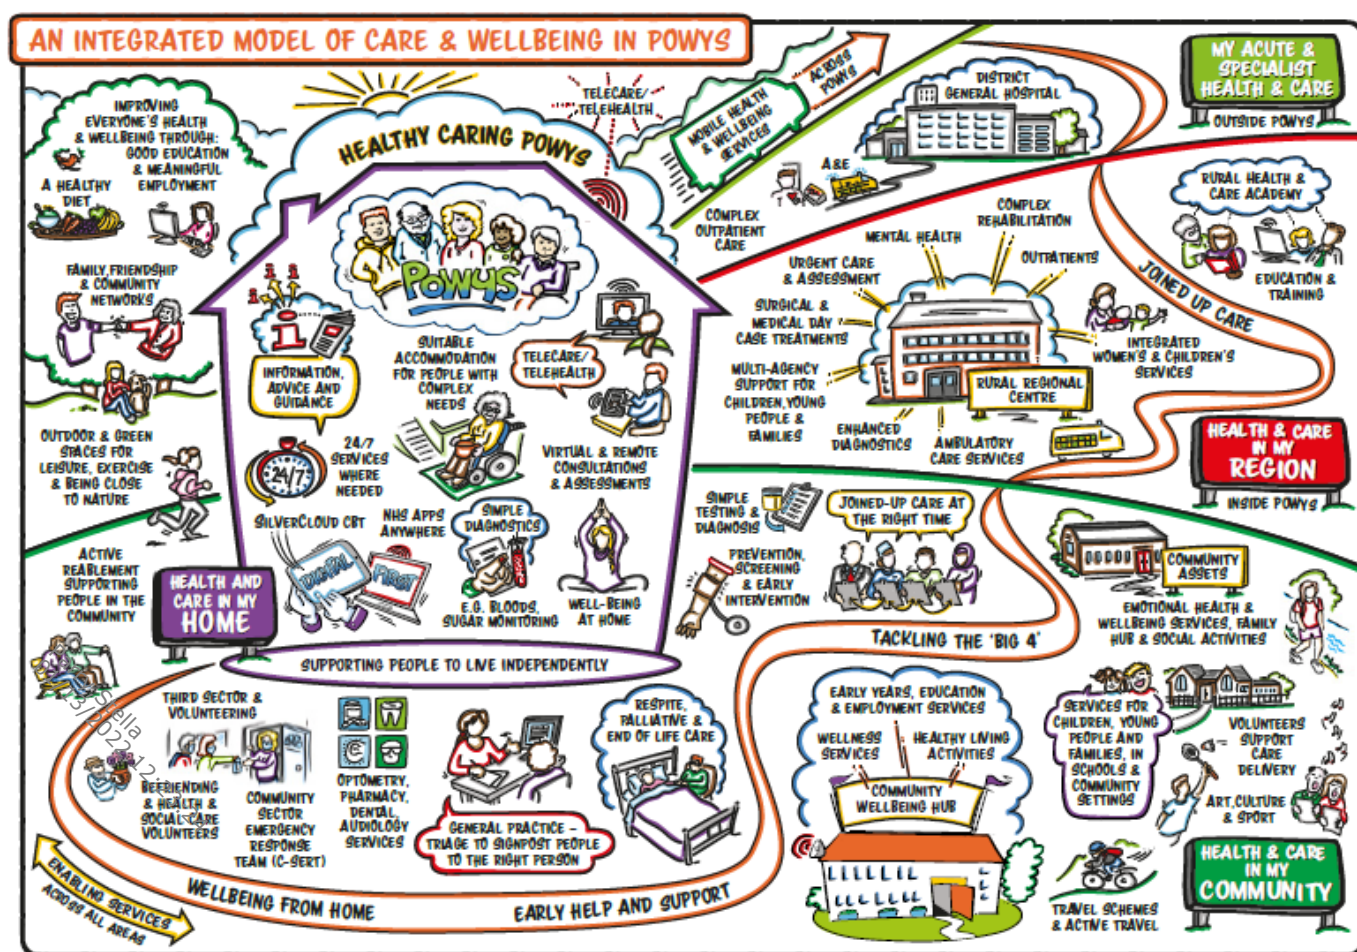 AN INTEGRATED MODEL OF CARE & WELLBEING IN POWYS
IMPROVING
EVERYONE'S HEALTH
& WELLBEING THROUGH:
GOOD EDUCATION
& MEANINGFUL
EMPLOYMENT
A HEALTHY
DIET
FAMILY, FRIENDSHIP
& COMMUNITY
NETWORKS
OUTDOOR & GREEN
SPACES FOR
LEISURE, EXERCISE
& BEING CLOSE
TO NATURE
ACTIVE
REABLEMENT
SUPPORTING
PEOPLE IN THE
COMMUNITY
HEALTHY CARING POWYS
TELECARE/
TELEHEALTH
MOBILE HEALTH
& WELLBEING
SERVICES
ACROSS
POWYS
POWYS
INFORMATION,
ADVICE AND
GUIDANCE
SUITABLE
ACCOMMODATION
FOR PEOPLE WITH
COMPLEX
NEEDS
TELECARE/
TELEHEALTH
24/7
24/7
SERVICES
WHERE
NEEDED
VIRTUAL & REMOTE
CONSULTATIONS
& ASSESSMENTS
SILVERCLOUD CBT
NHS APPS
ANYWHERE
DIGITAL
FIRST
SIMPLE
DIAGNOSTICS
E.G. BLOODS,
SUGAR MONITORING
WELL-BEING
AT HOME
HEALTH AND
CARE IN MY
HOME
SUPPORTING PEOPLE TO LIVE INDEPENDENTLY
DISTRICT
GENERAL HOSPITAL
A&E
COMPLEX
OUTPATIENT
CARE
MY ACUTE &
SPECIALIST
HEALTH & CARE
OUTSIDE POWYS
RURAL HEALTH &
CARE ACADEMY
EDUCATION &
TRAINING
JOINED UP CARE
COMPLEX
REHABILITATION
MENTAL HEALTH
OUTPATIENTS
URGENT CARE
& ASSESSMENT
SURGICAL &
MEDICAL DAY
CASE TREATMENTS
MULTI-AGENCY
SUPPORT FOR
CHILDREN, YOUNG
PEOPLE &
FAMILIES
INTEGRATED
WOMEN'S & CHILDREN'S
SERVICES
RURAL REGIONAL
CENTRE
ENHANCED
DIAGNOSTICS
AMBULATORY
CARE SERVICES
HEALTH & CARE
IN MY
REGION
INSIDE POWYS
SIMPLE
TESTING &
DIAGNOSIS
JOINED-UP CARE AT
THE RIGHT TIME
PREVENTION,
SCREENING
& EARLY
INTERVENTION
COMMUNITY
ASSETS
EMOTIONAL HEALTH &
WELLBEING SERVICES, FAMILY
HUB & SOCIAL ACTIVITIES
TACKLING THE 'BIG 4'
THIRD SECTOR &
VOLUNTEERING
BEFRIENDING
& HEALTH &
SOCIAL CARE
VOLUNTEERS
COMMUNITY
SECTOR
EMERGENCY
RESPONSE
TEAM (C-SERT)
OPTOMETRY,
PHARMACY,
DENTAL,
AUDIOLOGY
SERVICES
GENERAL PRACTICE –
TRIAGE TO SIGNPOST PEOPLE
TO THE RIGHT PERSON
RESPITE,
PALLIATIVE &
END OF LIFE CARE
EARLY YEARS, EDUCATION
& EMPLOYMENT SERVICES
WELLNESS
SERVICES
HEALTHY LIVING
ACTIVITIES
COMMUNITY
WELLBEING HUB
SERVICES FOR
CHILDREN, YOUNG
PEOPLE AND
FAMILIES, IN
SCHOOLS &
COMMUNITY
SETTINGS
VOLUNTEERS
SUPPORT
CARE
DELIVERY
ART, CULTURE
& SPORT
TRAVEL SCHEMES
& ACTIVE TRAVEL
HEALTH & CARE
IN MY
COMMUNITY
ENABLING SERVICES
ACROSS ALL AREAS
WELLBEING FROM HOME
EARLY HELP AND SUPPORT